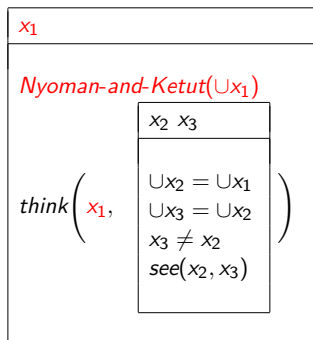 x₁
Nyoman-and-Ketut(∪x₁)
x₂ x₃
∪x₂ = ∪x₁
think(x₁,
∪x₃ = ∪x₂
x₃ ≠ x₂
see(x₂, x₃)
)